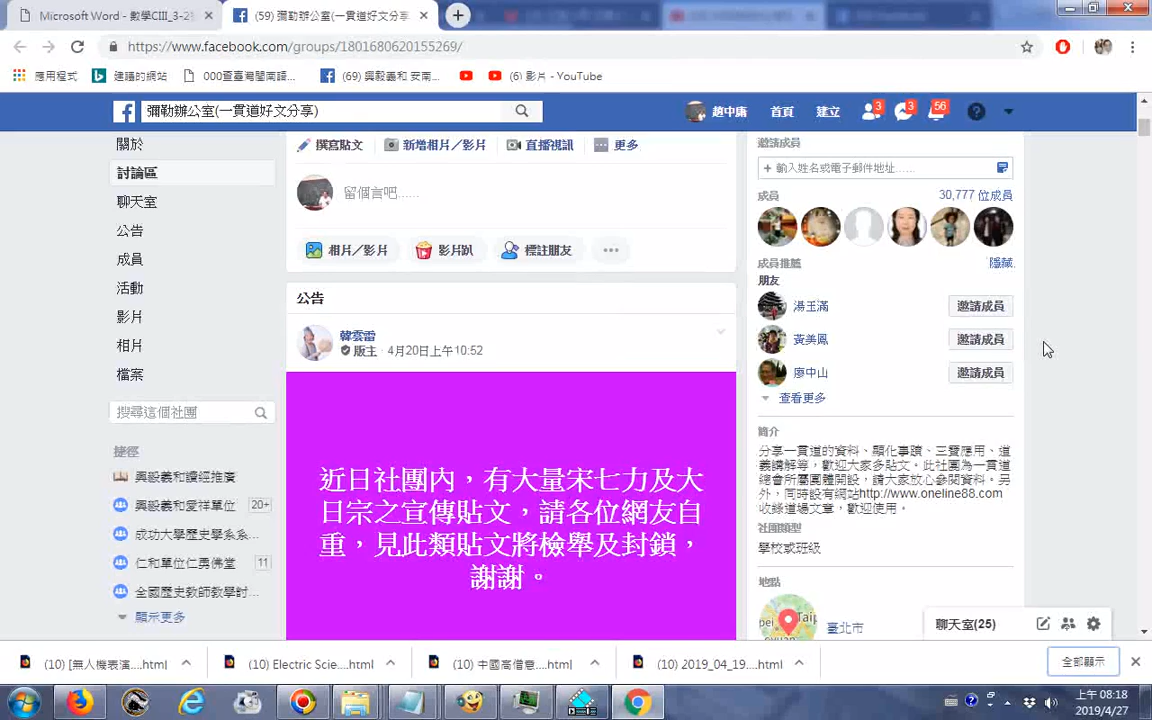 Microsoft Word - 數學CIII_3-2
(59) 彌勒辦公室(一貫道好文分享
https://www.facebook.com/groups/1801680620155269/
應用程式
建議的網站
000查臺灣閩南語...
(69) 興毅義和 安南...
(6) 影片 - YouTube
彌勒辦公室(一貫道好文分享)
趙中庸
首頁
建立
3
3
56
關於
討論區
聊天室
公告
成員
活動
影片
相片
檔案
搜尋這個社團
捷徑
興毅義和讀經推廣
興毅義和愛祥單位 20+
成功大學歷史學系系...
仁和單位仁勇佛堂 11
全國歷史教師教學討...
顯示更多
撰寫貼文
新增相片/影片
直播視訊
更多
留個言吧......
相片/影片
影片趴
標註朋友
公告
韓雲雷
版主 · 4月20日上午10:52
近日社團內，有大量宋七力及大
日宗之宣傳貼文，請各位網友自
重，見此類貼文將檢舉及封鎖，
謝謝。
邀請成員
+ 輸入姓名或電子郵件地址......
成員
30,777 位成員
成員推薦
隱藏
朋友
湯玉滿
邀請成員
黃美鳳
邀請成員
廖中山
邀請成員
查看更多
簡介
分享一貫道的資料、顯化事蹟、三寶應用、道
義講解等，歡迎大家多貼文。此社團為一貫道
總會所屬團體開設，請大家放心參閱資料。另
外，同時設有網站http://www.oneline88.com
收錄道場文章，歡迎使用。
社團類型
學校或班級
地點
臺北市
聊天室(25)
(10) [無人機表演....html
(10) Electric Scie....html
(10) 中國高借意....html
(10) 2019_04_19....html
全部顯示
上午 08:18
2019/4/27